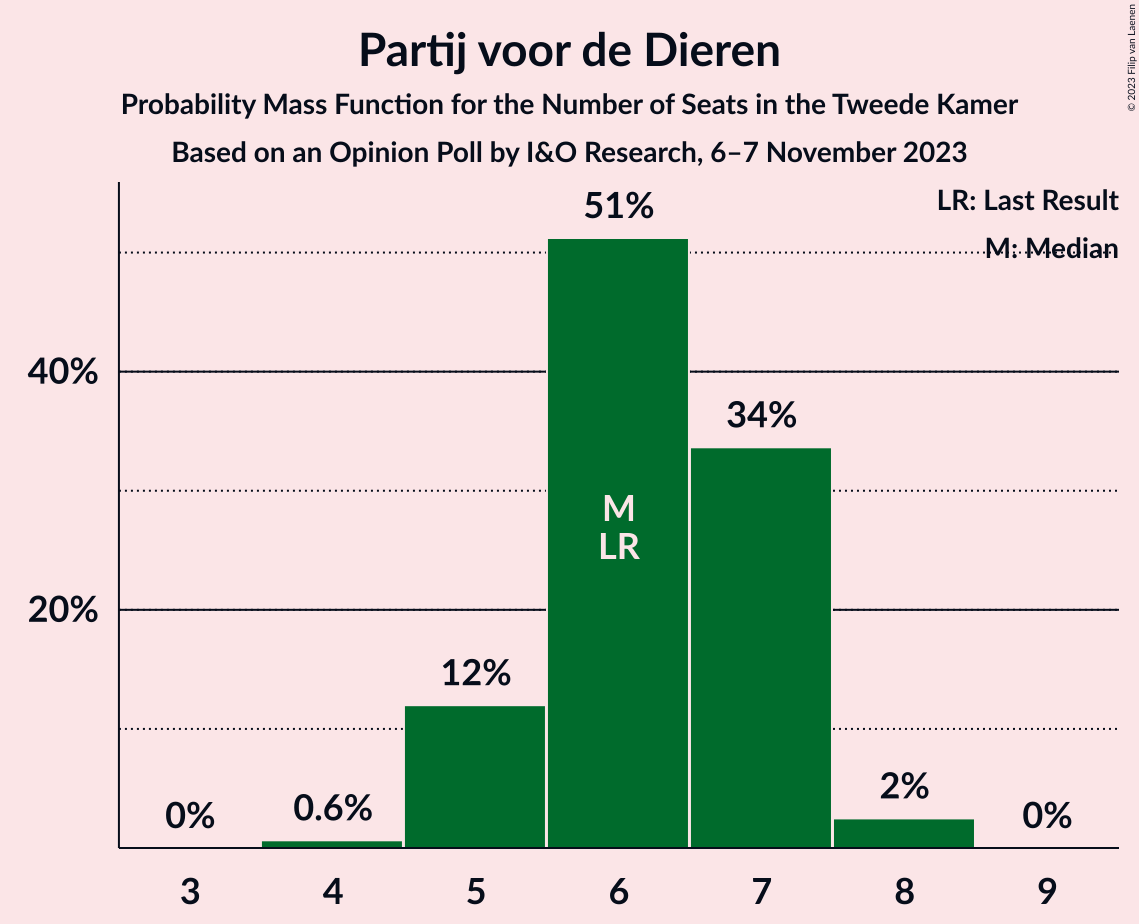 Partij voor de Dieren
Probability Mass Function for the Number of Seats in the Tweede Kamer
Based on an Opinion Poll by I&O Research, 6–7 November 2023
© 2023 Filip van Laenen
LR: Last Result
M: Median
51%
40%
34%
M
LR
20%
12%
0%
0.6%
2%
0%
3
4
5
6
7
8
9